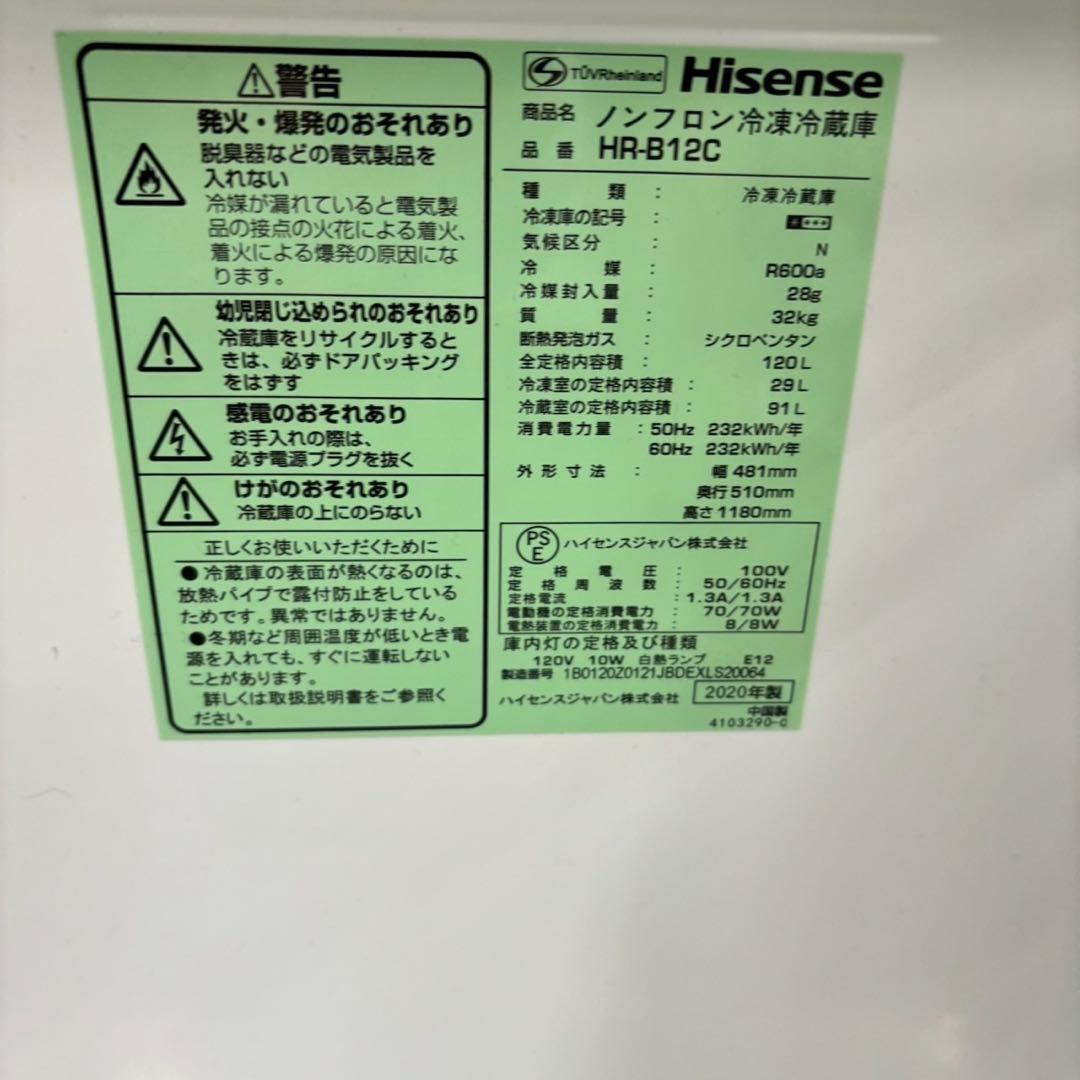 警告
発火・爆発のおそれあり
脱臭器などの電気製品を
入れない
冷媒が漏れていると電気製
品の接点の火花による着火、
着火による爆発の原因にな
ります。
幼児閉じ込められのおそれあり
冷蔵庫をリサイクルすると
きは、必ずドアパッキング
をはずす
感電のおそれあり
お手入れの際は、
必ず電源プラグを抜く
けがのおそれあり
冷蔵庫の上にのらない
正しくお使いいただくために
●冷蔵庫の表面が熱くなるのは、
放熱パイプで露付防止をしている
ためです。異常ではありません。
●冬期など周囲温度が低いとき電
源を入れても、すぐに運転しない
ことがあります。
詳しくは取扱説明書をご参照く
ださい。
TÜVRheinland Hisense
商品名 ノンフロン冷凍冷蔵庫
品番 HR-B12C
種類 : 冷凍冷蔵庫
冷凍庫の記号 :
気候区分 : N
冷媒 : R600a
冷媒封入量 : 28g
質量 : 32kg
断熱発泡ガス : シクロペンタン
全定格内容積 : 120L
冷凍室の定格内容積 : 29L
冷蔵室の定格内容積 : 91L
消費電力量 : 50Hz 232kWh/年
60Hz 232kWh/年
外形寸法 : 幅 481mm
奥行 510mm
高さ 1180mm
PSE ハイセンスジャパン株式会社
定格電圧 : 100V
定格周波数 : 50/60Hz
定格電流 : 1.3A/1.3A
電動機の定格消費電力 : 70/70W
電熱装置の定格消費電力 : 8/8W
庫内灯の定格及び種類
120V 10W 白熱ランプ E12
製造番号 1B0120Z0121JBDEXLS20064
ハイセンスジャパン株式会社 2020年製
中国製
4103290-C